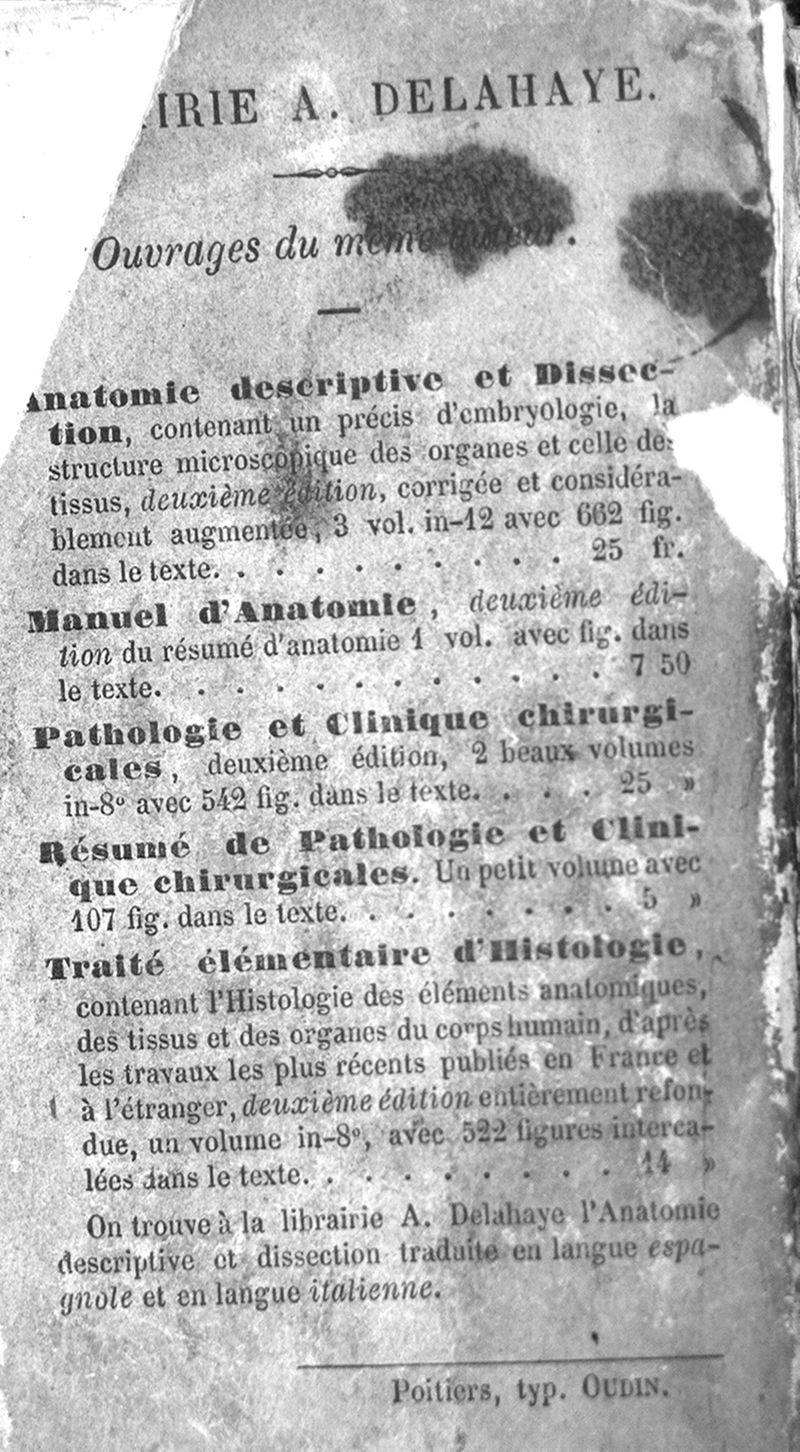 IRIE A. DELAHAYE.
Ouvrages du même auteur.
Anatomie descriptive et Dissec-
tion, contenant un précis d'embryologie, la
structure microscopique des organes et celle des
tissus, deuxième édition, corrigée et considéra-
blement augmentée, 3 vol. in-12 avec 662 fig.
dans le texte. . . . . . . . . . 25 fr.
Manuel d'Anatomie, deuxième édi-
tion du résumé d'anatomie 1 vol. avec fig. dans
le texte. . . . . . . . . . . . 7 50
Pathologie et Clinique chirurgi-
cales, deuxième édition, 2 beaux volumes
in-8º avec 542 fig. dans le texte. . . . 25 »
Résumé de Pathologie et Clini-
que chirurgicales. Un petit volume avec
107 fig. dans le texte. . . . . . . . 5 »
Traité élémentaire d'Histologie,
contenant l'Histologie des éléments anatomiques,
des tissus et des organes du corps humain, d'après
les travaux les plus récents publiés en France et
à l'étranger, deuxième édition entièrement refon-
due, un volume in-8º, avec 522 figures interca-
lées dans le texte. . . . . . . . . 14 »
On trouve à la librairie A. Delahaye l'Anatomie
descriptive et dissection traduite en langue espa-
gnole et en langue italienne.
Poitiers, typ. OUDIN.